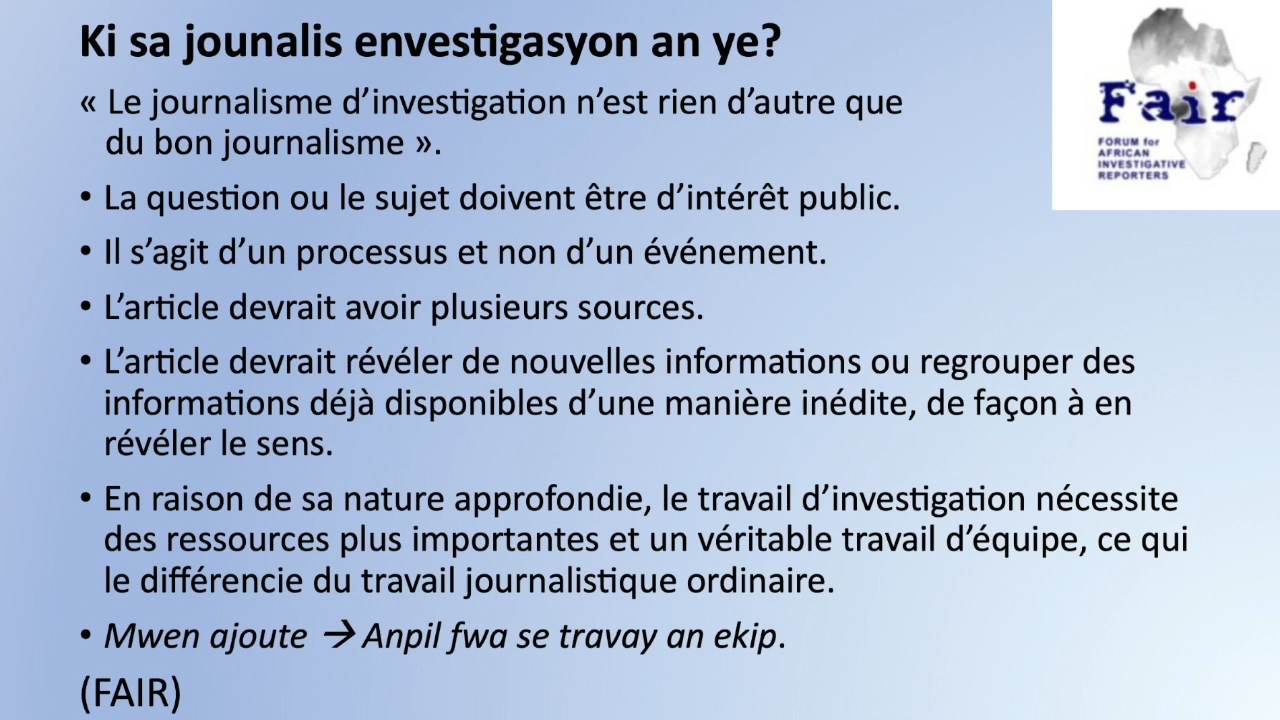 Ki sa jounalis envestigasyon an ye?
« Le journalisme d’investigation n’est rien d’autre que
du bon journalisme ».
• La question ou le sujet doivent être d’intérêt public.
• Il s’agit d’un processus et non d’un événement.
• L’article devrait avoir plusieurs sources.
• L’article devrait révéler de nouvelles informations ou regrouper des
informations déjà disponibles d’une manière inédite, de façon à en
révéler le sens.
• En raison de sa nature approfondie, le travail d’investigation nécessite
des ressources plus importantes et un véritable travail d’équipe, ce qui
le différencie du travail journalistique ordinaire.
• Mwen ajoute → Anpil fwa se travay an ekip.
(FAIR)
Fair
FORUM for
AFRICAN
INVESTIGATIVE
REPORTERS